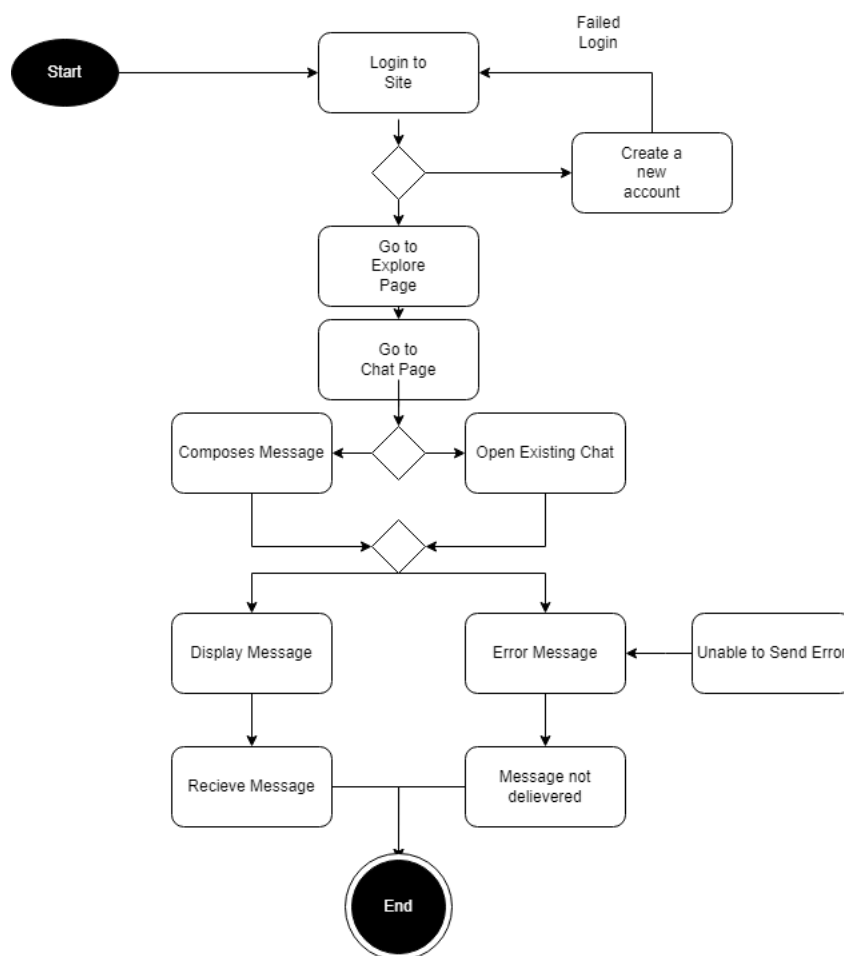 Failed
Login
Start
Login to
Site
Create a
new
account
Go to
Explore
Page
Go to
Chat Page
Composes Message
Open Existing Chat
Display Message
Error Message
Unable to Send Error
Recieve Message
Message not
delievered
End